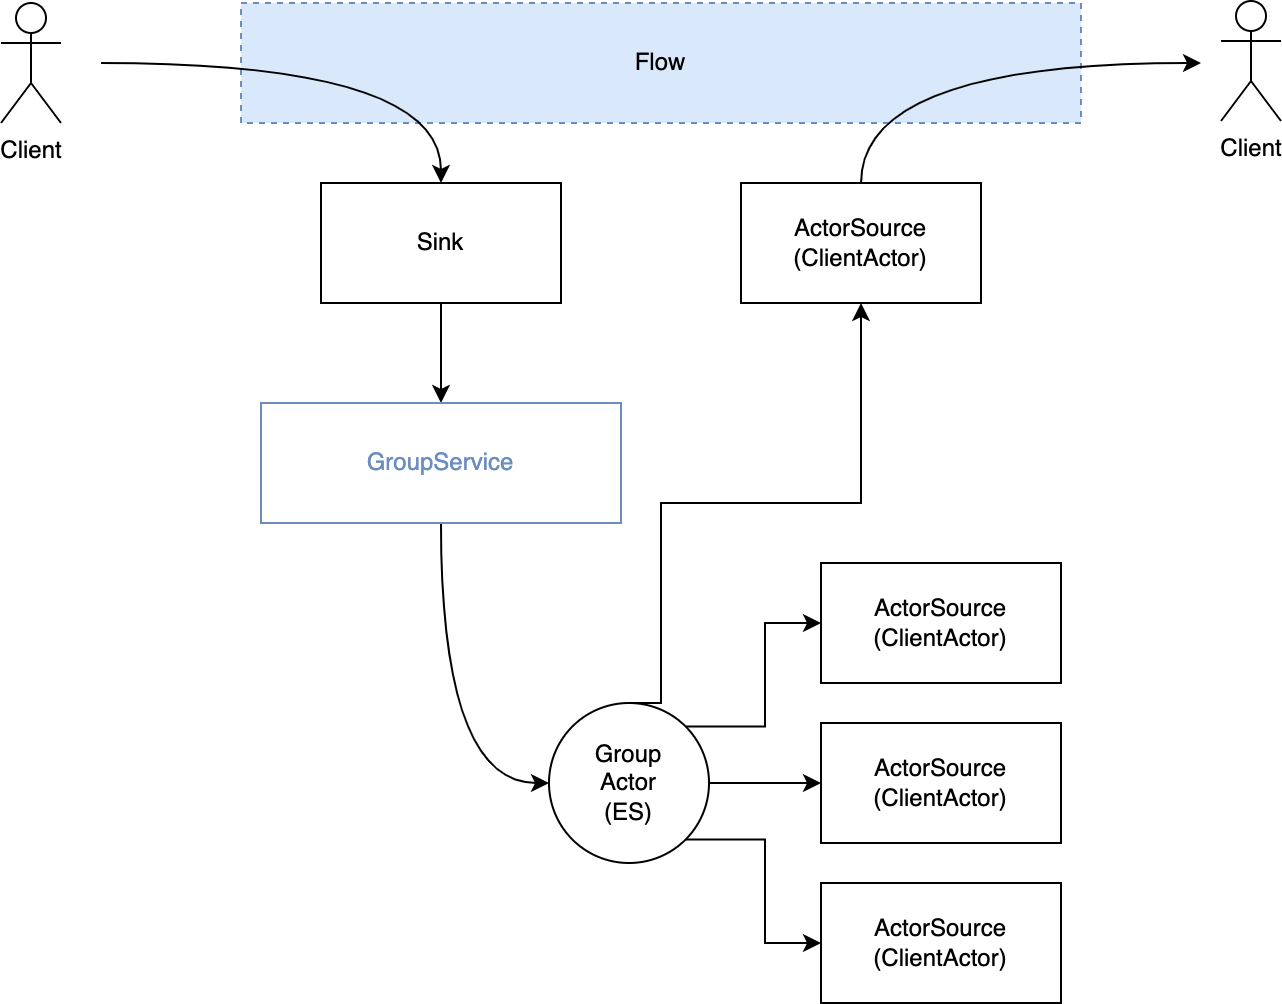 Flow
Client
Client
Sink
ActorSource
(ClientActor)
GroupService
ActorSource
(ClientActor)
Group
Actor
(ES)
ActorSource
(ClientActor)
ActorSource
(ClientActor)